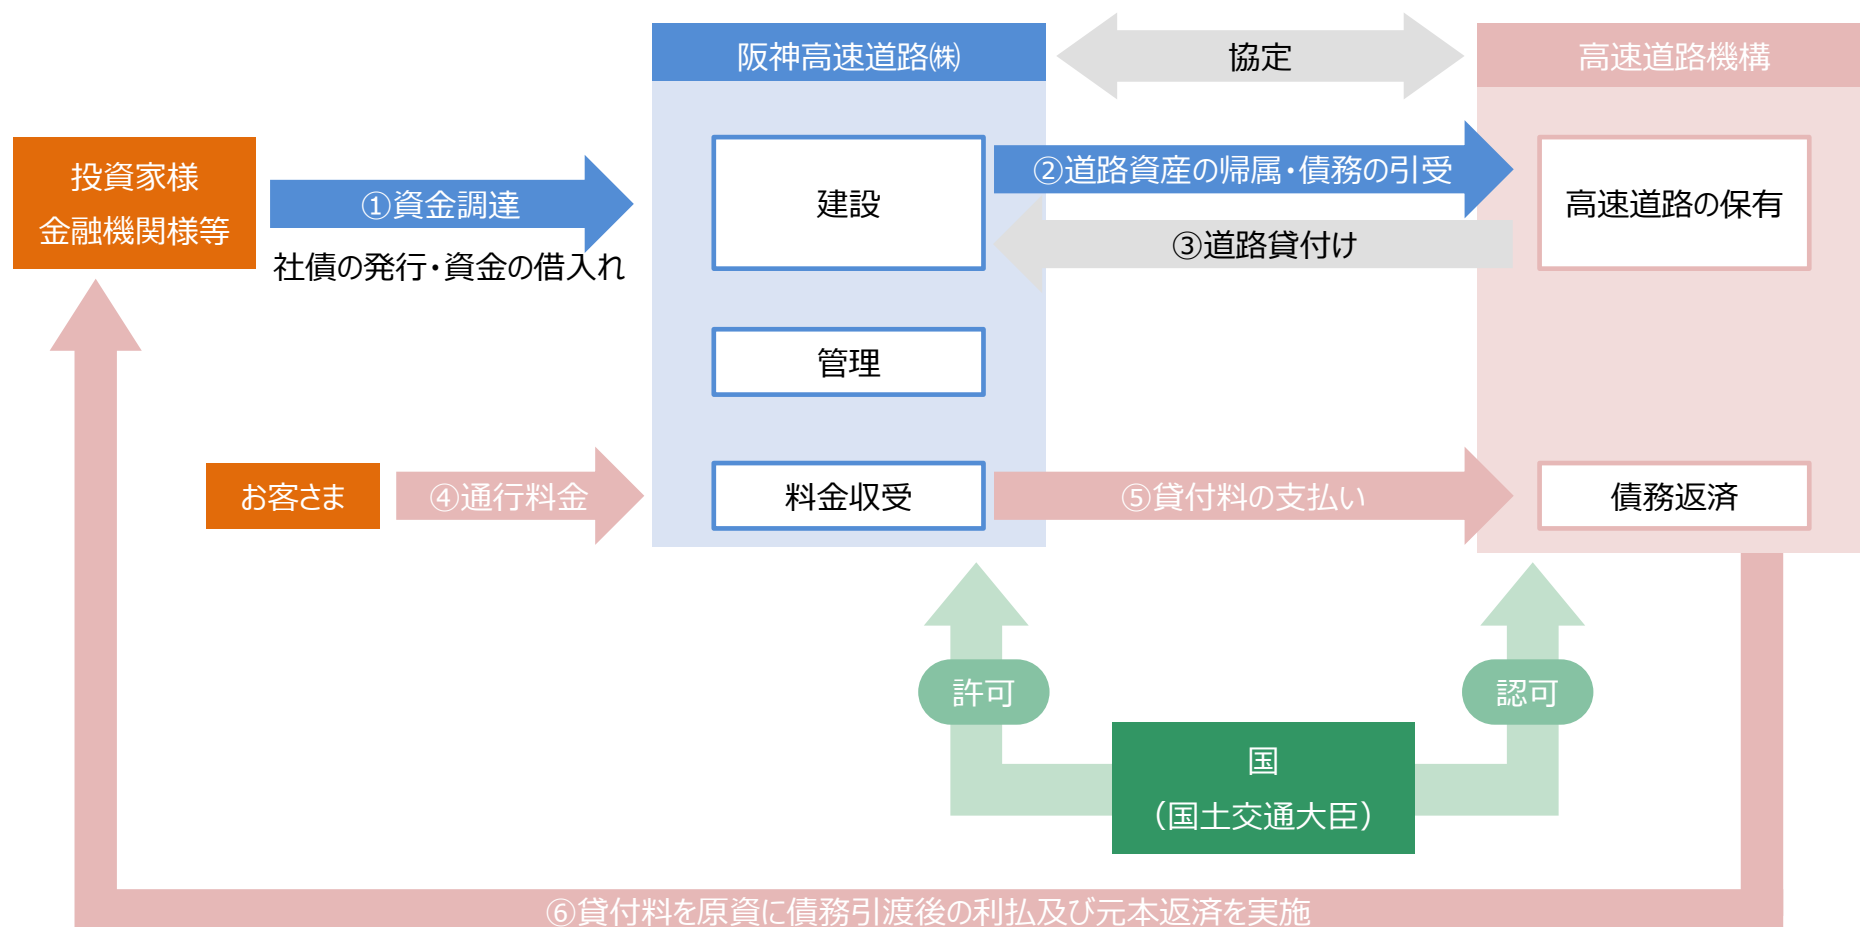 阪神高速道路㈱
協定
高速道路機構
投資家様
金融機関様等
①資金調達
社債の発行・資金の借入れ
建設
②道路資産の帰属・債務の引受
③道路貸付け
高速道路の保有
管理
お客さま
④通行料金
料金収受
⑤貸付料の支払い
債務返済
許可
認可
国
（国土交通大臣）
⑥貸付料を原資に債務引渡後の利払及び元本返済を実施